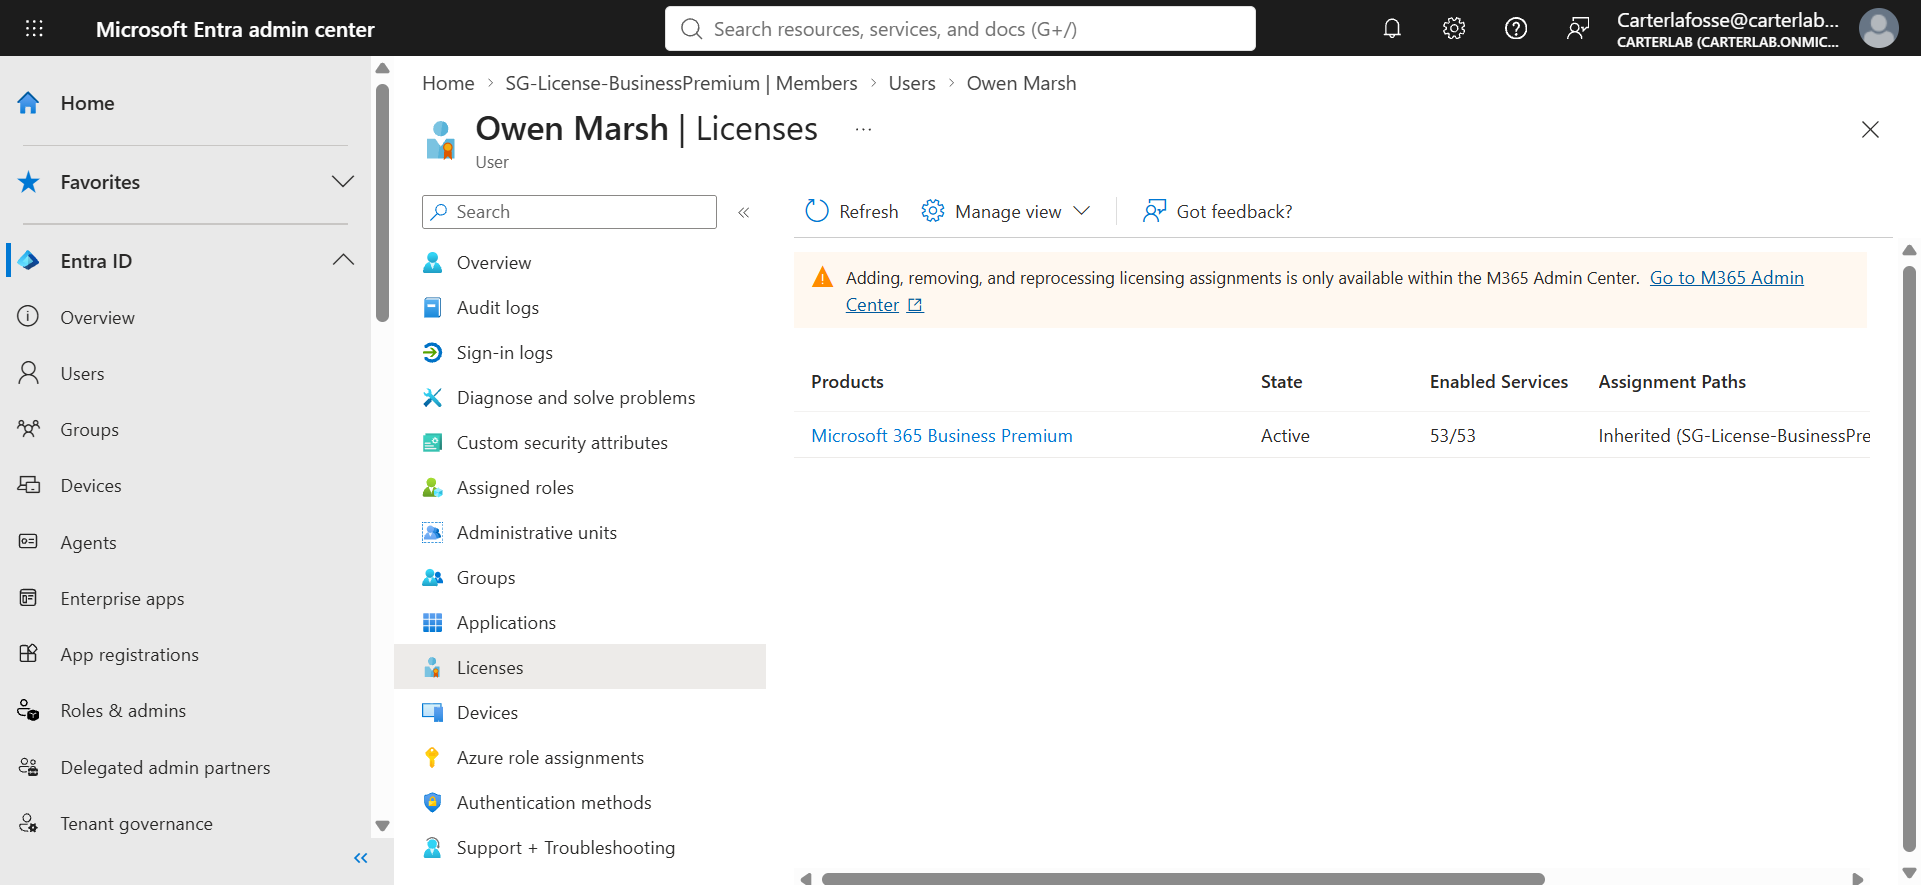 Microsoft Entra admin center
Search resources, services, and docs (G+/)
Carterlafosse@carterlab...
CARTERLAB (CARTERLAB.ONMIC...
Home
Favorites
Entra ID
Overview
Users
Groups
Devices
Agents
Enterprise apps
App registrations
Roles & admins
Delegated admin partners
Tenant governance
Home > SG-License-BusinessPremium | Members > Users > Owen Marsh
Owen Marsh | Licenses ...
User
Search
Overview
Audit logs
Sign-in logs
Diagnose and solve problems
Custom security attributes
Assigned roles
Administrative units
Groups
Applications
Licenses
Devices
Azure role assignments
Authentication methods
Support + Troubleshooting
Refresh Manage view Got feedback?
Adding, removing, and reprocessing licensing assignments is only available within the M365 Admin Center. Go to M365 Admin
Center
Products State Enabled Services Assignment Paths
Microsoft 365 Business Premium Active 53/53 Inherited (SG-License-BusinessPre